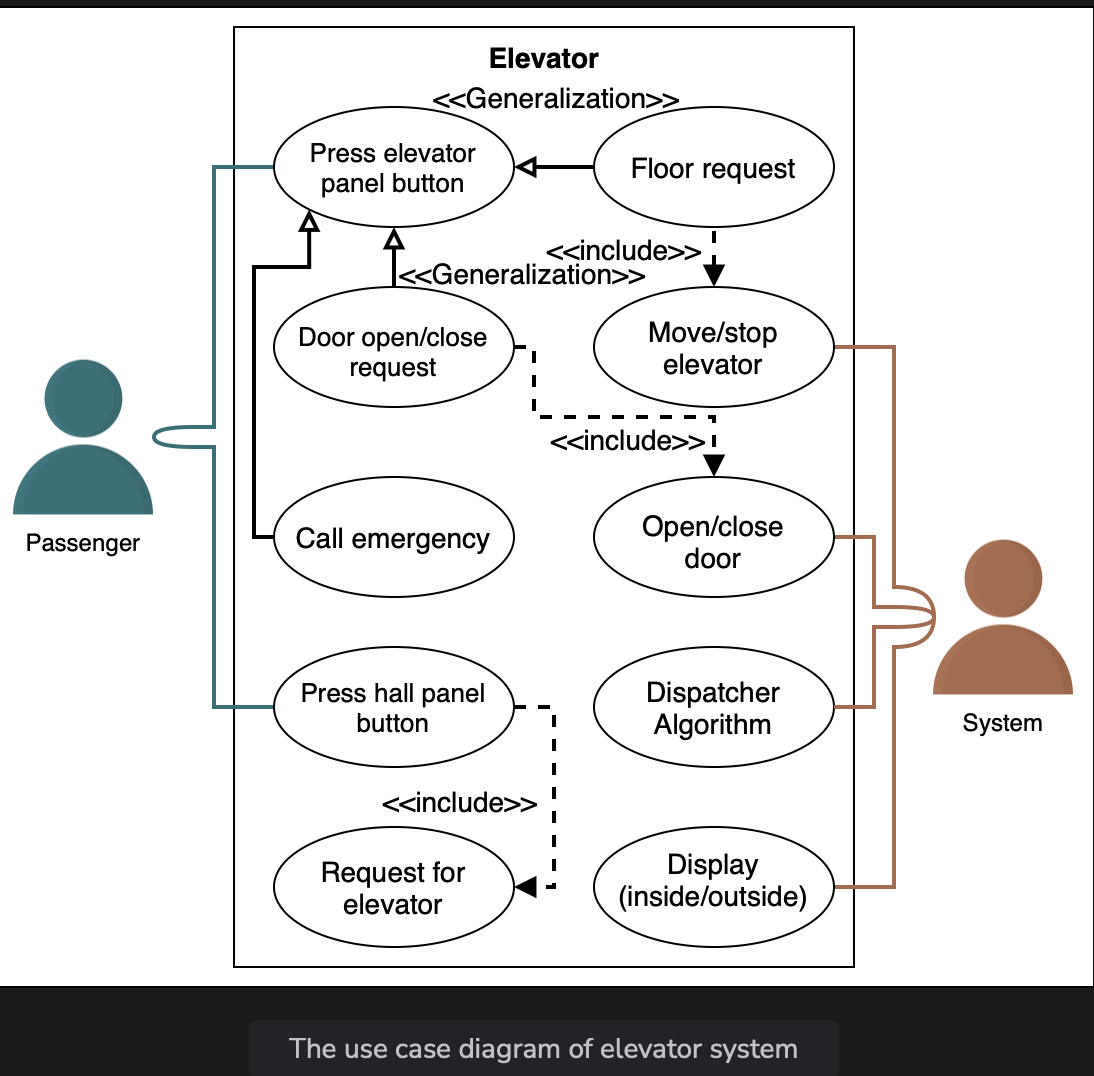 Elevator
<<Generalization>>
Press elevator
panel button
Floor request
<<include>>
<<Generalization>>
Door open/close
request
Move/stop
elevator
<<include>>
Passenger
Call emergency
Open/close
door
System
Press hall panel
button
Dispatcher
Algorithm
<<include>>
Request for
elevator
Display
(inside/outside)
The use case diagram of elevator system